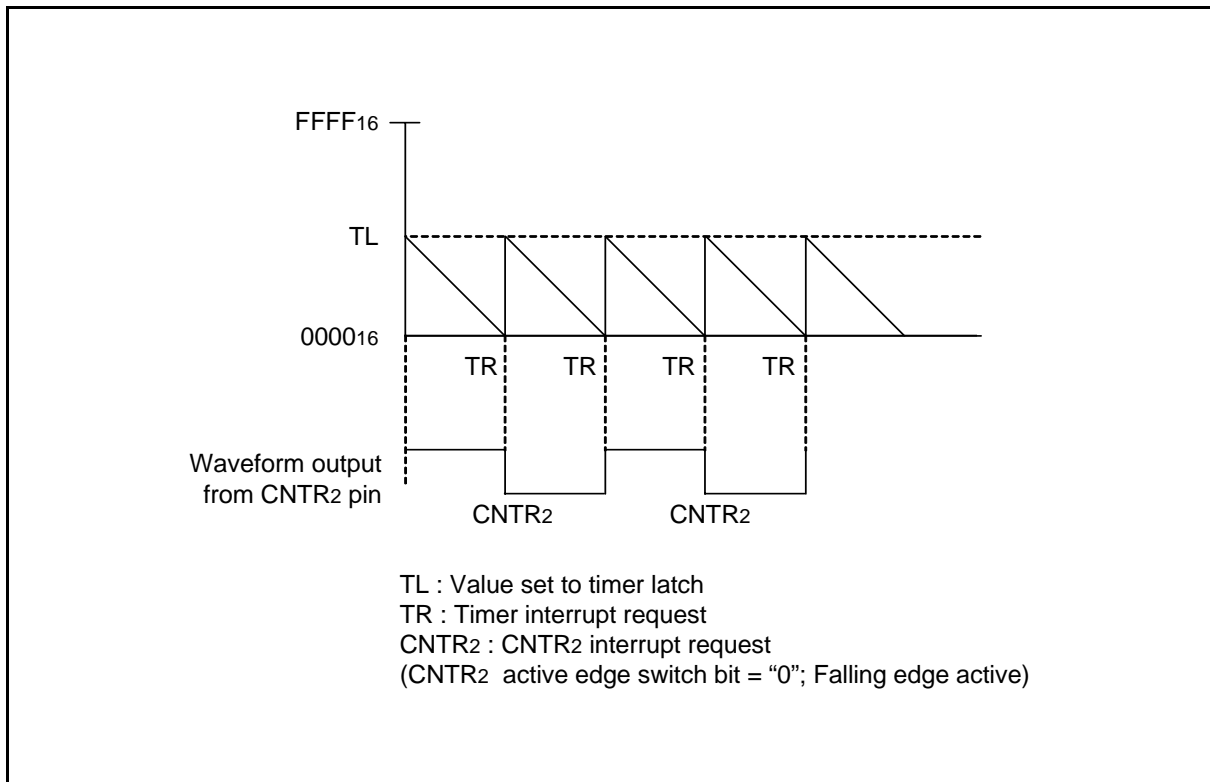 FFFF16
TL
000016
TR TR TR TR
Waveform output
from CNTR2 pin
CNTR2 CNTR2
TL : Value set to timer latch
TR : Timer interrupt request
CNTR2 : CNTR2 interrupt request
(CNTR2 active edge switch bit = “0”; Falling edge active)